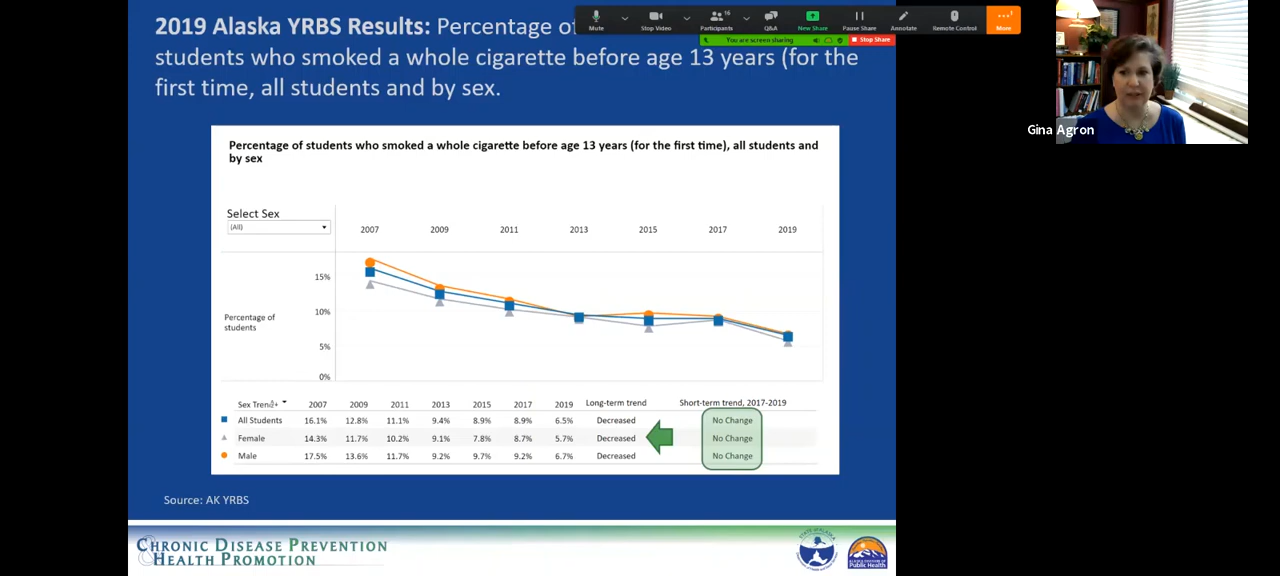 2019 Alaska YRBS Results: Percentage of
students who smoked a whole cigarette before age 13 years (for the
first time, all students and by sex.
Mute
Stop Video
Participants
16
Q&A
New Share
Pause Share
Annotate
Remote Control
More
You are screen sharing
Stop Share
Gina Agron
Percentage of students who smoked a whole cigarette before age 13 years (for the first time), all students and
by sex
Select Sex
(All)
2007 2009 2011 2013 2015 2017 2019
15%
10%
5%
0%
Percentage of
students
Sex Trend 2007 2009 2011 2013 2015 2017 2019 Long-term trend Short-term trend, 2017-2019
All Students 16.1% 12.8% 11.1% 9.4% 8.9% 8.9% 6.5% Decreased No Change
Female 14.3% 11.7% 10.2% 9.1% 7.8% 8.7% 5.7% Decreased No Change
Male 17.5% 13.6% 11.7% 9.2% 9.7% 9.2% 6.7% Decreased No Change
Source: AK YRBS
CHRONIC DISEASE PREVENTION
& HEALTH PROMOTION
STATE OF ALASKA
Public Health